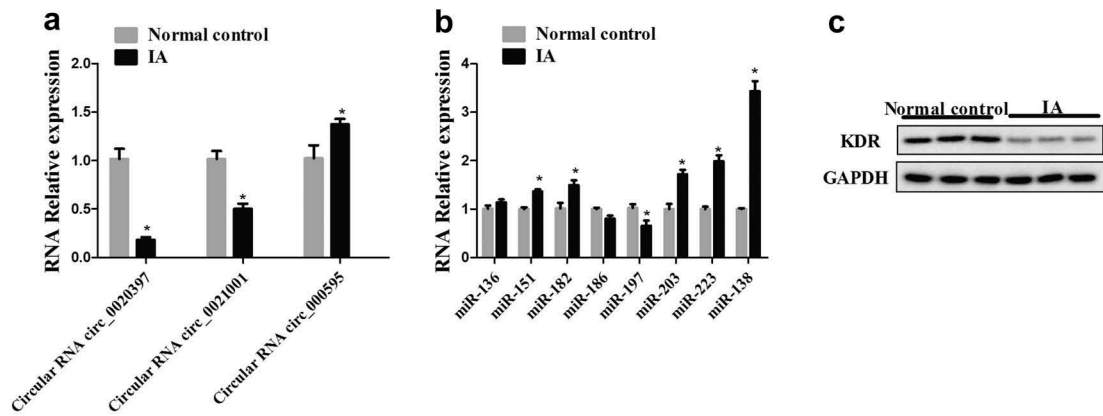 a
Normal control
IA
RNA Relative expression
2.0
1.5
1.0
0.5
0.0
*
*
*
Circular RNA circ_0020397
Circular RNA circ_0021001
Circular RNA circ_000595
b
Normal control
IA
RNA Relative expression
4
3
2
1
0
*
*
*
*
*
*
miR-136
miR-151
miR-182
miR-186
miR-197
miR-203
miR-223
miR-138
c
Normal control IA
KDR
GAPDH